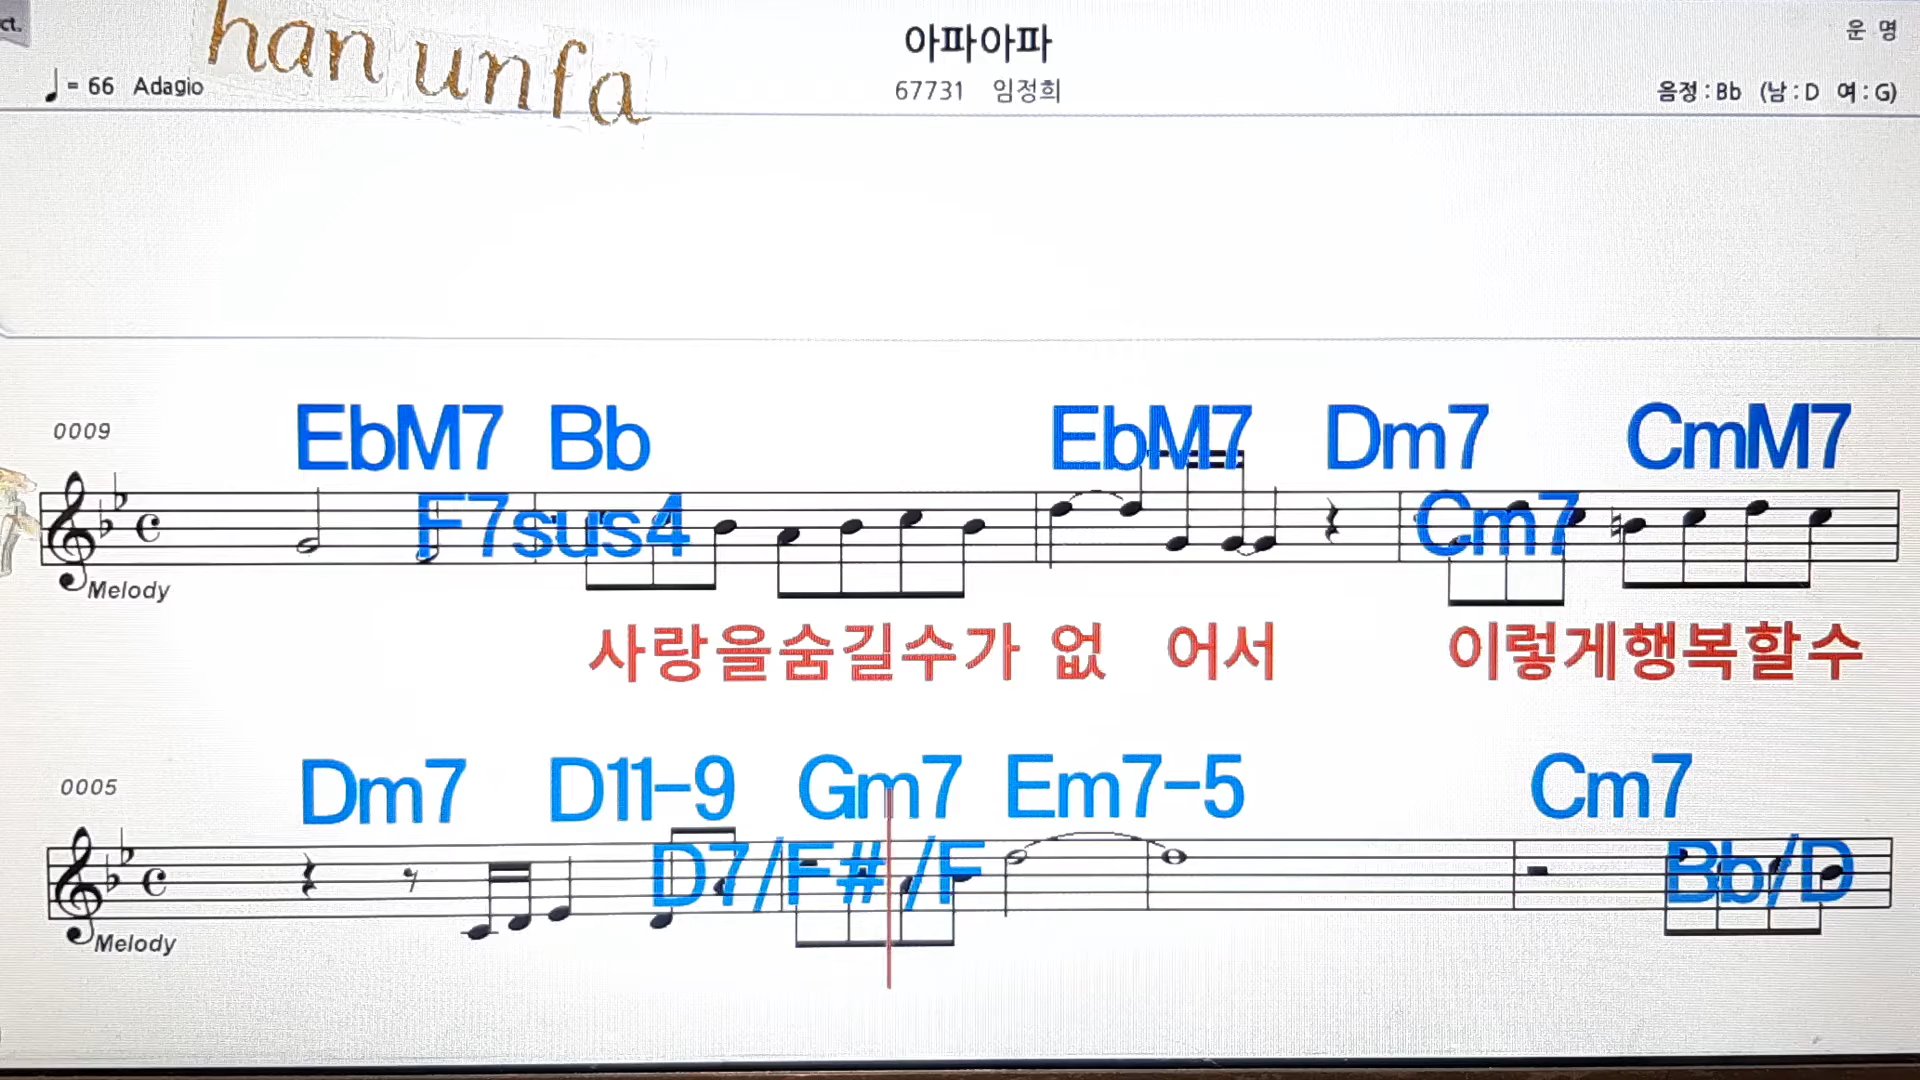 ct.
han unfa
아파아파
운 명
♩ = 66 Adagio
67731 임정희
음정 : Bb (남 : D 여 : G)
0009
EbM7 Bb EbM7 Dm7 CmM7
F7sus4 Cm7
Melody
사랑을숨길수가 없 어서 이렇게행복할수
0005
Dm7 D11-9 Gm7 Em7-5 Cm7
D7/F# /F Bb/D
Melody